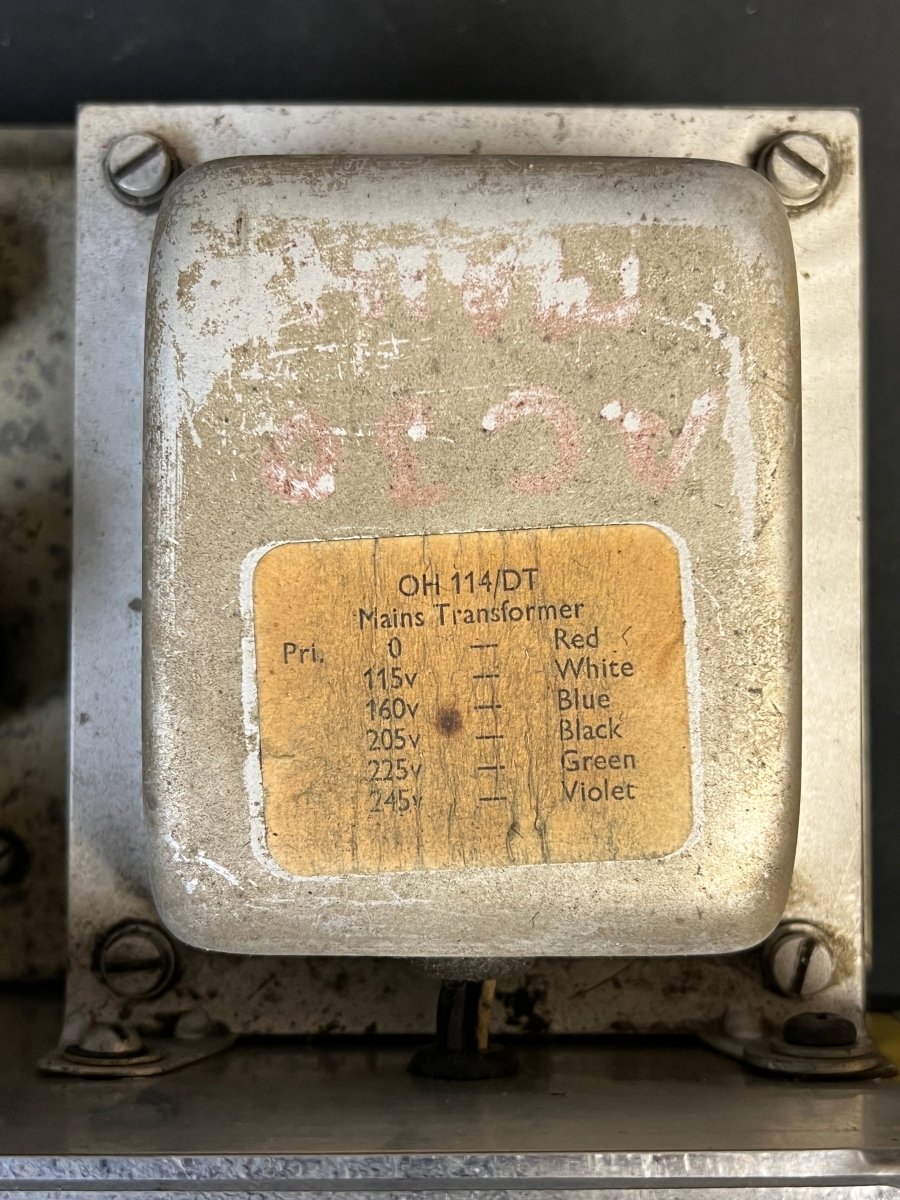 AC30
OH 114/DT
Mains Transformer
Pri. 0 — Red
115v — White
160v — Blue
205v — Black
225v — Green
245v — Violet